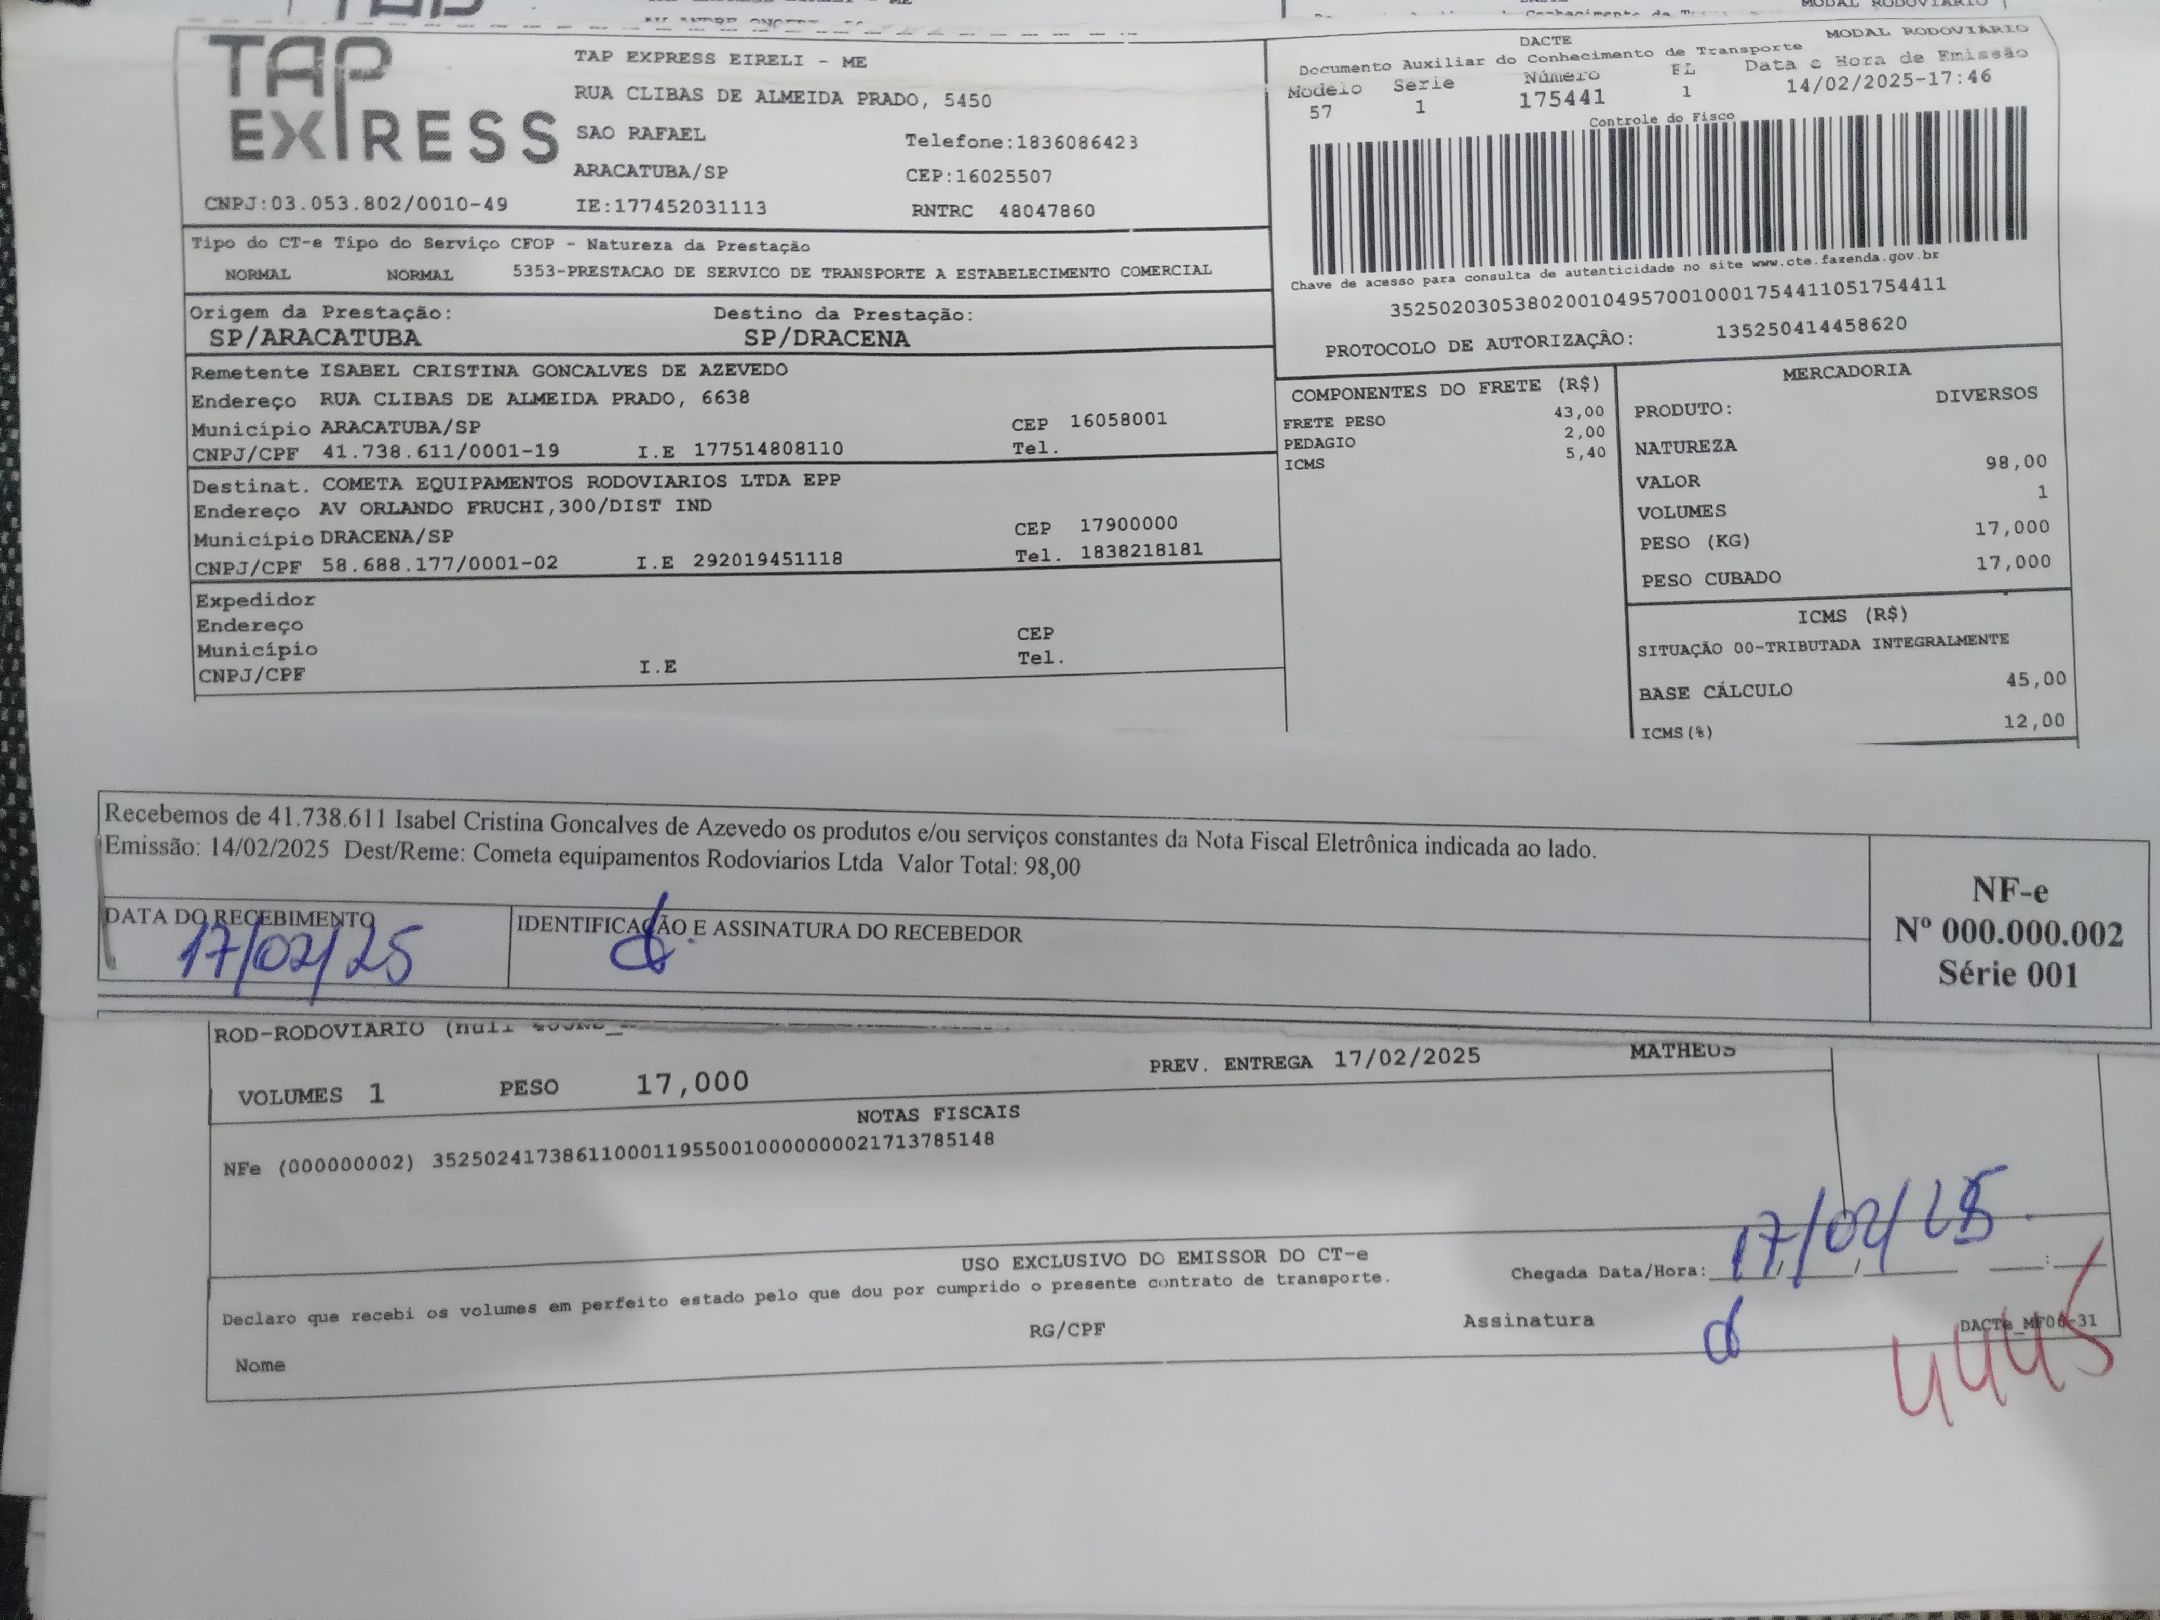 TAP EXPRESS
TAP EXPRESS EIRELI - ME
RUA CLIBAS DE ALMEIDA PRADO, 5450
SAO RAFAEL
Telefone:1836086423
ARACATUBA/SP
CEP:16025507
CNPJ:03.053.802/0010-49
IE:177452031113
RNTRC 48047860
DACTE
MODAL RODOVIÁRIO
Documento Auxiliar do Conhecimento de Transporte
Modelo Serie Número FL Data e Hora de Emissão
57 1 175441 1 14/02/2025-17:46
Controle do Fisco
Chave de acesso para consulta de autenticidade no site www.cte.fazenda.gov.br
35250203053802001049570010001754411051754411
PROTOCOLO DE AUTORIZAÇÃO: 135250414458620
Tipo do CT-e Tipo do Serviço CFOP - Natureza da Prestação
NORMAL NORMAL 5353-PRESTACAO DE SERVICO DE TRANSPORTE A ESTABELECIMENTO COMERCIAL
Origem da Prestação: Destino da Prestação:
SP/ARACATUBA SP/DRACENA
Remetente ISABEL CRISTINA GONCALVES DE AZEVEDO
Endereço RUA CLIBAS DE ALMEIDA PRADO, 6638
Município ARACATUBA/SP CEP 16058001
CNPJ/CPF 41.738.611/0001-19 I.E 177514808110 Tel.
Destinat. COMETA EQUIPAMENTOS RODOVIARIOS LTDA EPP
Endereço AV ORLANDO FRUCHI,300/DIST IND
Município DRACENA/SP CEP 17900000
CNPJ/CPF 58.688.177/0001-02 I.E 292019451118 Tel. 1838218181
Expedidor
Endereço
Município CEP
CNPJ/CPF I.E Tel.
COMPONENTES DO FRETE (R$)
FRETE PESO 43,00
PEDAGIO 2,00
ICMS 5,40
MERCADORIA
PRODUTO: DIVERSOS
NATUREZA
VALOR 98,00
VOLUMES 1
PESO (KG) 17,000
PESO CUBADO 17,000
ICMS (R$)
SITUAÇÃO 00-TRIBUTADA INTEGRALMENTE
BASE CÁLCULO 45,00
ICMS(%) 12,00
Recebemos de 41.738.611 Isabel Cristina Goncalves de Azevedo os produtos e/ou serviços constantes da Nota Fiscal Eletrônica indicada ao lado.
Emissão: 14/02/2025 Dest/Reme: Cometa equipamentos Rodoviarios Ltda Valor Total: 98,00
DATA DO RECEBIMENTO
17/02/25
IDENTIFICAÇÃO E ASSINATURA DO RECEBEDOR
NF-e
Nº 000.000.002
Série 001
ROD-RODOVIARIO (null
PREV. ENTREGA 17/02/2025 MATHEUS
VOLUMES 1 PESO 17,000
NOTAS FISCAIS
NFe (000000002) 35250241738611000119550010000000021713785148
USO EXCLUSIVO DO EMISSOR DO CT-e
Declaro que recebi os volumes em perfeito estado pelo que dou por cumprido o presente contrato de transporte.
Chegada Data/Hora: 17/02/25
Nome RG/CPF Assinatura
DACTe_MF06-31
4445